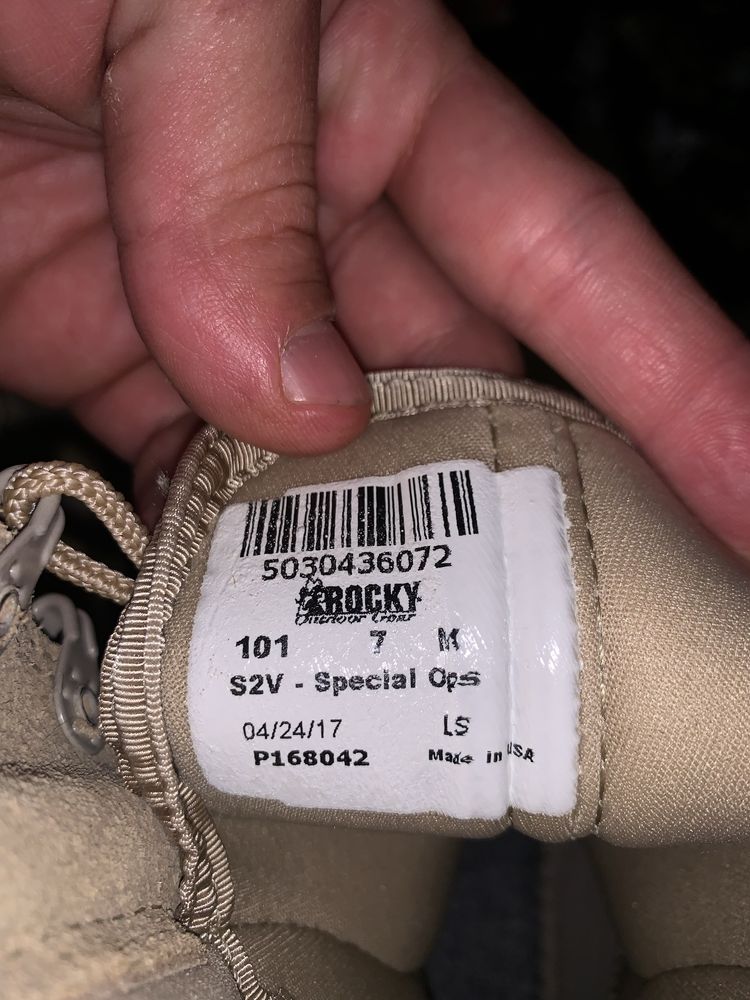 5030436072
ROCKY
Outdoor Gear
101 7 M
S2V - Special Ops
04/24/17 LS
P168042 Made in USA